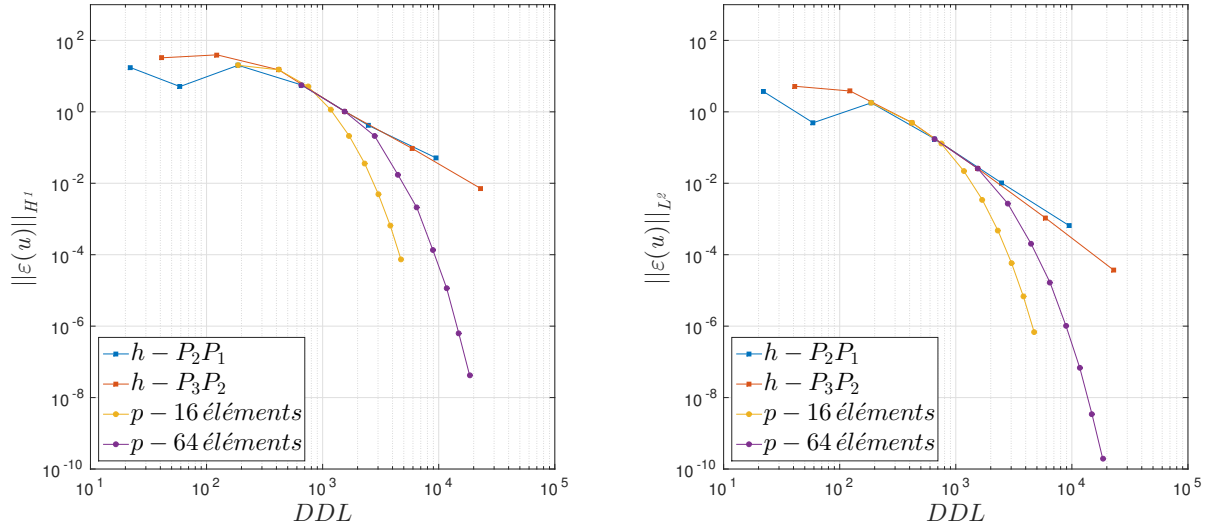 10^2
10^0
10^-2
10^-4
10^-6
10^-8
10^-10
||ε(u)||_{H^1}
h − P_2P_1
h − P_3P_2
p − 16 éléments
p − 64 éléments
10^1
10^2
10^3
10^4
10^5
DDL
10^2
10^0
10^-2
10^-4
10^-6
10^-8
10^-10
||ε(u)||_{L^2}
h − P_2P_1
h − P_3P_2
p − 16 éléments
p − 64 éléments
10^1
10^2
10^3
10^4
10^5
DDL